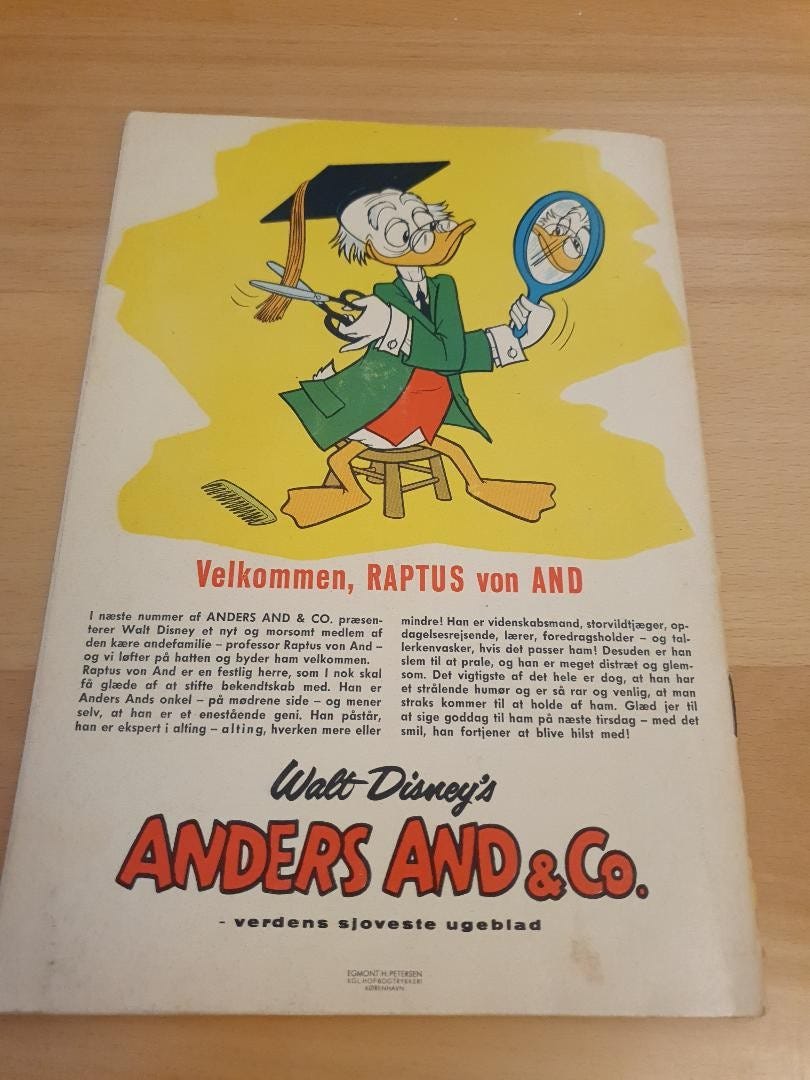 Velkommen, RAPTUS von AND
I næste nummer af ANDERS AND & CO. præsen-
terer Walt Disney et nyt og morsomt medlem af
den kære andefamilie – professor Raptus von And –
og vi løfter på hatten og byder ham velkommen.
Raptus von And er en festlig herre, som I nok skal
få glæde af at stifte bekendtskab med. Han er
Anders Ands onkel – på mødrene side – og mener
selv, at han er et enestående geni. Han påstår,
han er ekspert i alting – alting, hverken mere eller
mindre! Han er videnskabsmand, storvildtjæger, op-
dagelsesrejsende, lærer, foredragsholder – og tal-
lerkenvasker, hvis det passer ham! Desuden er han
slem til at prale, og han er meget distræt og glem-
som. Det vigtigste af det hele er dog, at han har
et strålende humør og er så rar og venlig, at man
straks kommer til at holde af ham. Glæd jer til
at sige goddag til ham på næste tirsdag – med det
smil, han fortjener at blive hilst med!
Walt Disney's
ANDERS AND & Co.
- verdens sjoveste ugeblad
EGMONT H. PETERSEN
KGL. HOF-BOGTRYKKERI
KØBENHAVN